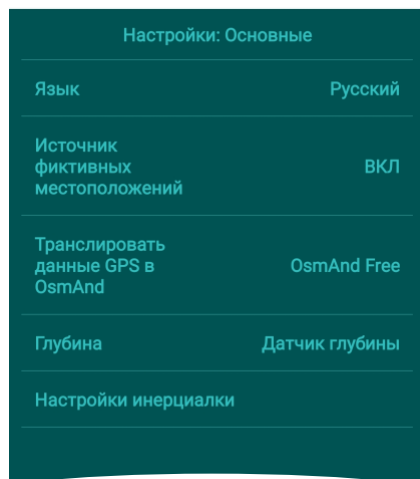 Настройки: Основные
Язык
Русский
Источник
фиктивных
местоположений
ВКЛ
Транслировать
данные GPS в
OsmAnd
OsmAnd Free
Глубина
Датчик глубины
Настройки инерциалки